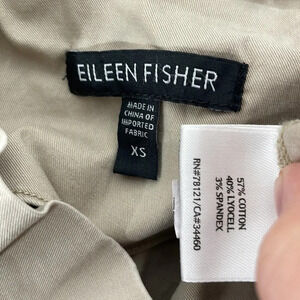 EILEEN FISHER
MADE IN
CHINA OF
IMPORTED
FABRIC
XS
57% COTTON
40% LYOCELL
3% SPANDEX
RN#78121/CA#34460